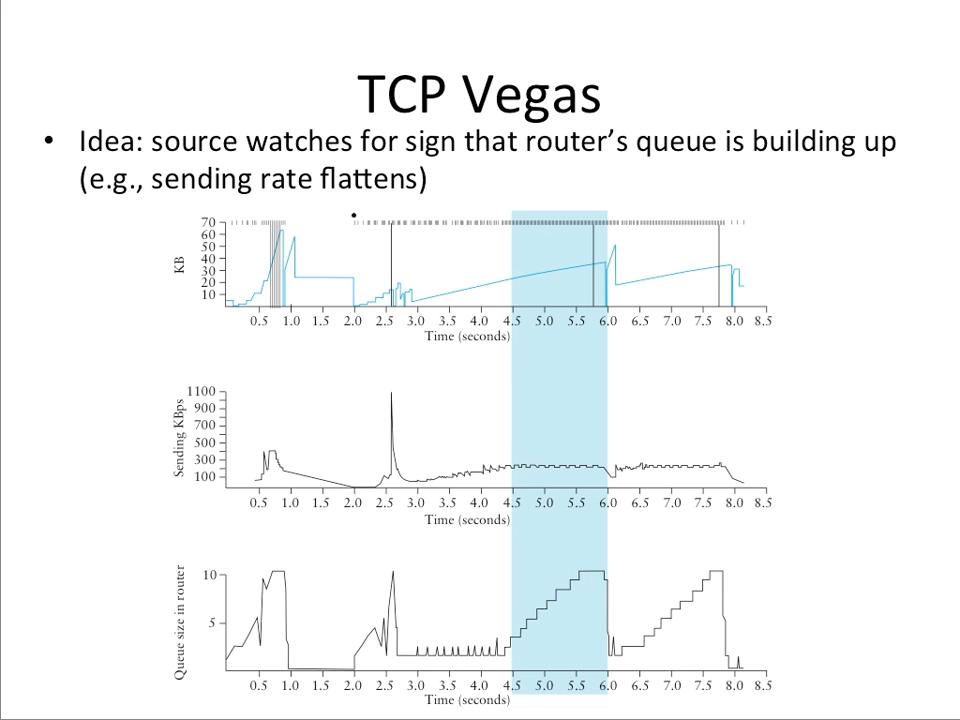 TCP Vegas
• Idea: source watches for sign that router's queue is building up
(e.g., sending rate flattens)
•
KB
70
60
50
40
30
20
10
0.5 1.0 1.5 2.0 2.5 3.0 3.5 4.0 4.5 5.0 5.5 6.0 6.5 7.0 7.5 8.0 8.5
Time (seconds)
Sending KBps
1100
900
700
500
300
100
0.5 1.0 1.5 2.0 2.5 3.0 3.5 4.0 4.5 5.0 5.5 6.0 6.5 7.0 7.5 8.0 8.5
Time (seconds)
Queue size in router
10
5
0.5 1.0 1.5 2.0 2.5 3.0 3.5 4.0 4.5 5.0 5.5 6.0 6.5 7.0 7.5 8.0 8.5
Time (seconds)